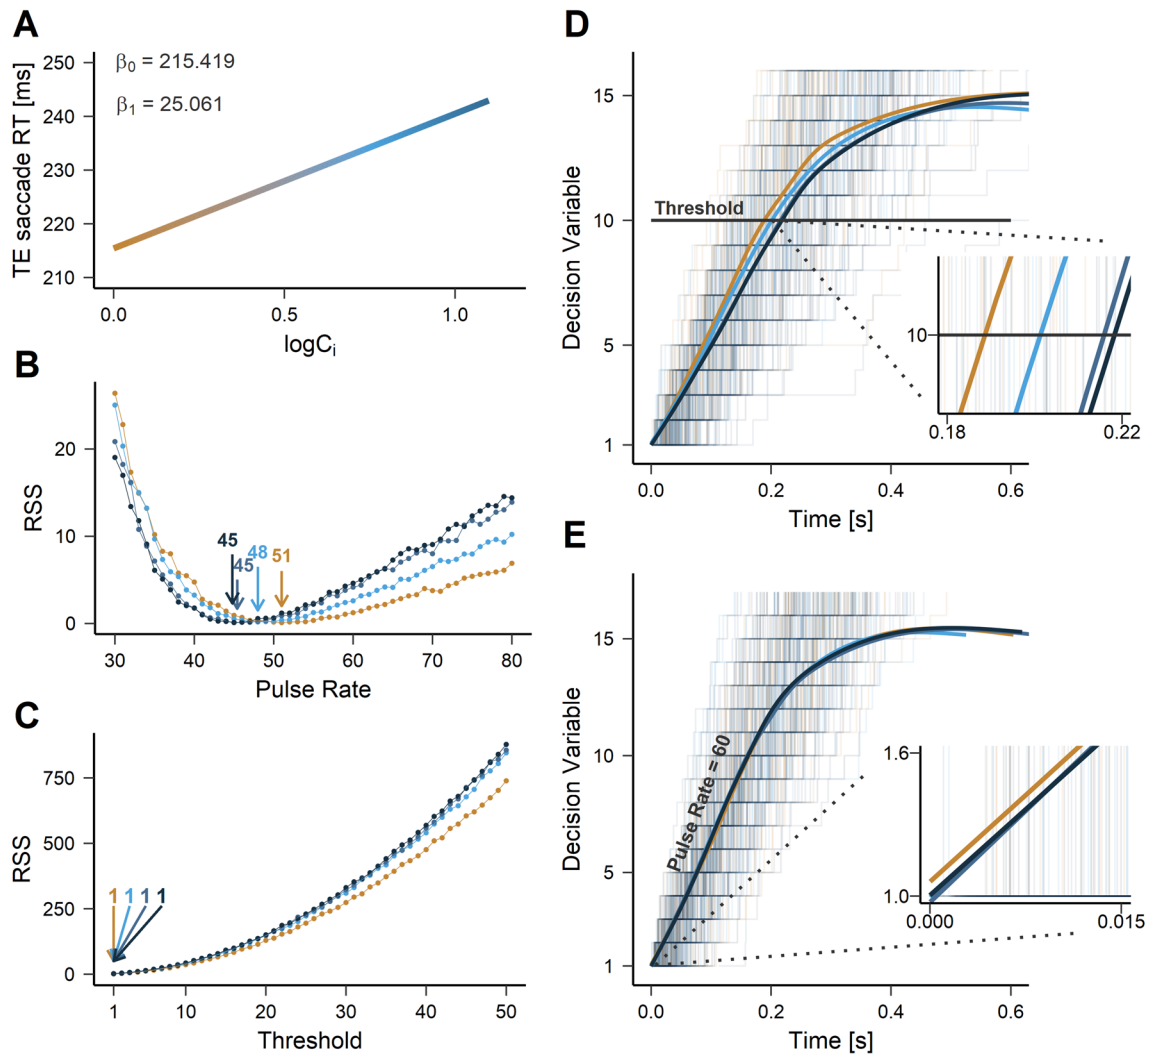 A
TE saccade RT [ms]
250
240
230
220
210
β0 = 215.419
β1 = 25.061
0.0 0.5 1.0
logCi
B
RSS
20
10
0
45 45 48 51
30 40 50 60 70 80
Pulse Rate
C
RSS
750
500
250
0
1 1 1 1
1 10 20 30 40 50
Threshold
D
Decision Variable
15
10
5
1
Threshold
10
0.18 0.22
0.0 0.2 0.4 0.6
Time [s]
E
Decision Variable
15
10
5
1
Pulse Rate = 60
1.6
1.0
0.000 0.015
0.0 0.2 0.4 0.6
Time [s]